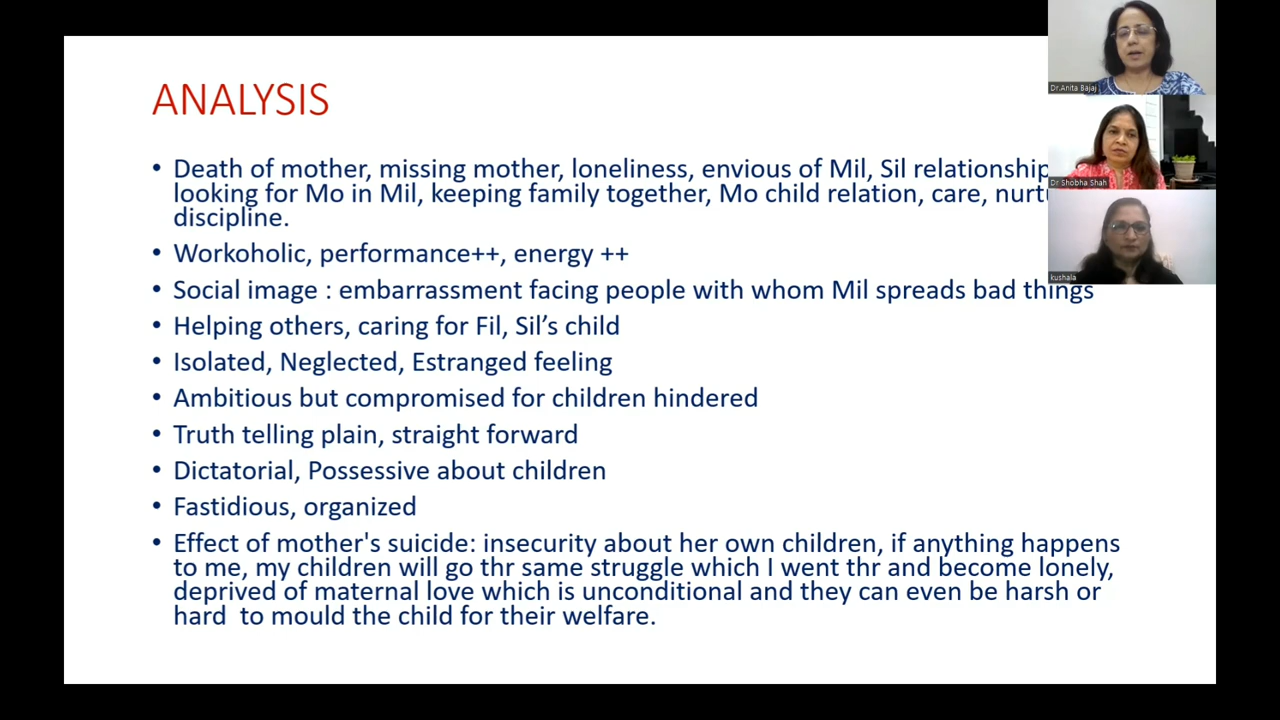 ANALYSIS
• Death of mother, missing mother, loneliness, envious of Mil, Sil relationship
looking for Mo in Mil, keeping family together, Mo child relation, care,
discipline.
• Workoholic, performance++, energy ++
• Social image : embarrassment facing people with whom Mil spreads bad things
• Helping others, caring for Fil, Sil's child
• Isolated, Neglected, Estranged feeling
• Ambitious but compromised for children hindered
• Truth telling plain, straight forward
• Dictatorial, Possessive about children
• Fastidious, organized
• Effect of mother's suicide: insecurity about her own children, if anything happens
to me, my children will go thr same struggle which I went thr and become lonely,
deprived of maternal love which is unconditional and they can even be harsh or
hard  to mould the child for their welfare.
Dr.Anita Bajaj
Dr Shobha Shah
kushala